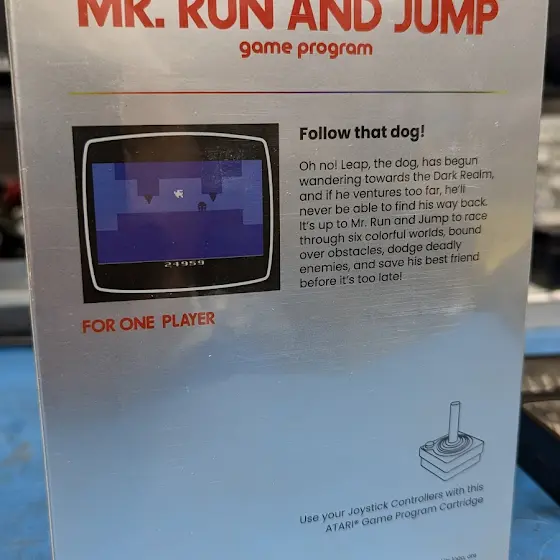 MR. RUN AND JUMP
game program
Follow that dog!
Oh no! Leap, the dog, has begun
wandering towards the Dark Realm,
and if he ventures too far, he'll
never be able to find his way back.
It's up to Mr. Run and Jump to race
through six colorful worlds, bound
over obstacles, dodge deadly
enemies, and save his best friend
before it's too late!
24959
FOR ONE PLAYER
Use your Joystick Controllers with this
ATARI® Game Program Cartridge